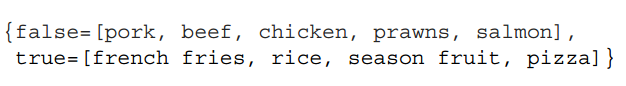 {false=[pork, beef, chicken, prawns, salmon],
true=[french fries, rice, season fruit, pizza]}